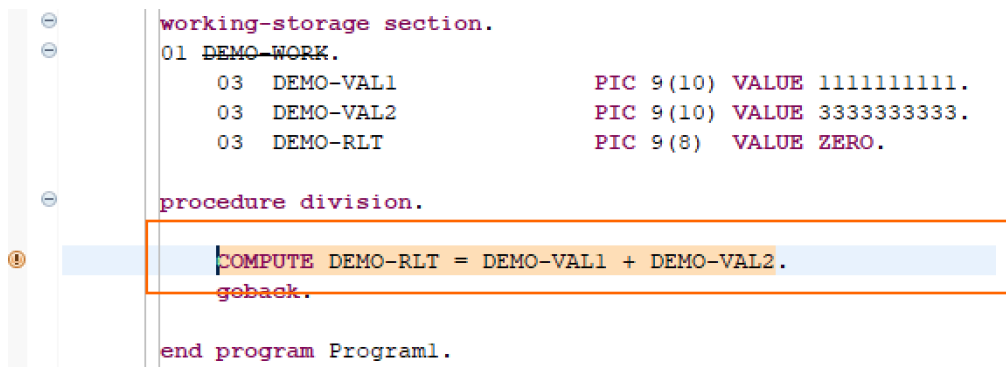 working-storage section.
01 DEMO-WORK.
03 DEMO-VAL1 PIC 9(10) VALUE 1111111111.
03 DEMO-VAL2 PIC 9(10) VALUE 3333333333.
03 DEMO-RLT PIC 9(8) VALUE ZERO.
procedure division.
COMPUTE DEMO-RLT = DEMO-VAL1 + DEMO-VAL2.
goback.
end program Program1.